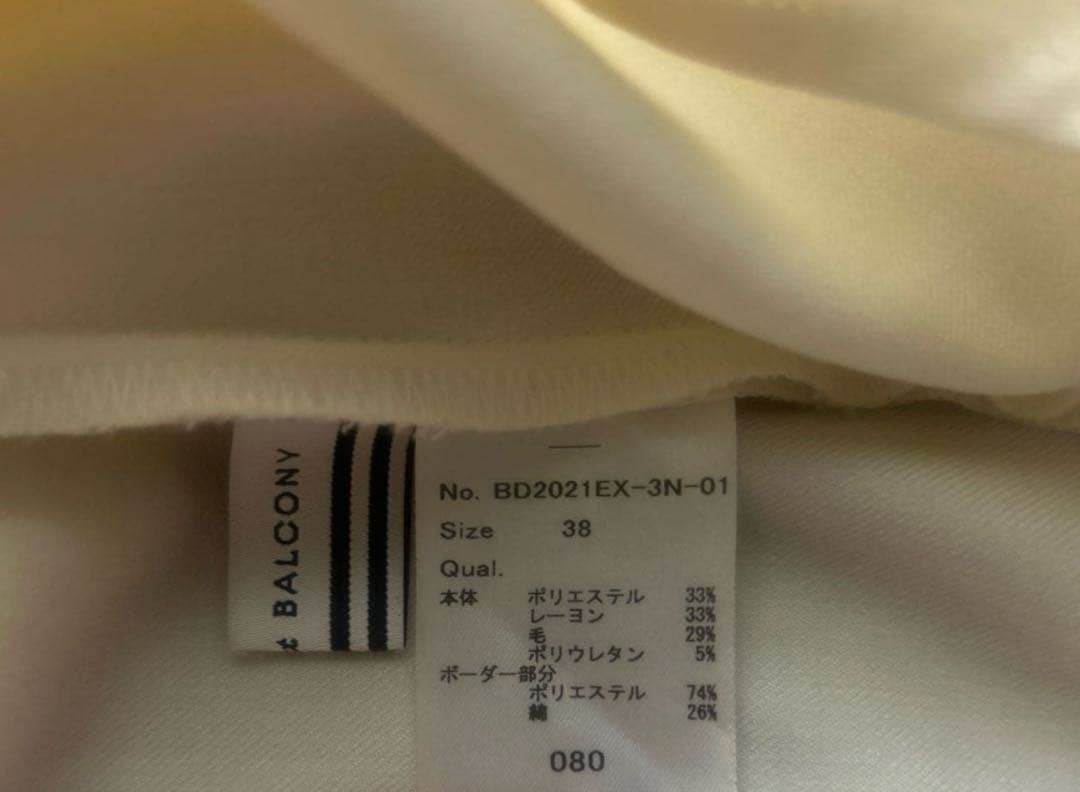 BALCONY
No. BD2021EX-3N-01
Size 38
Qual.
本体 ポリエステル 33%
レーヨン 33%
毛 29%
ポリウレタン 5%
ボーダー部分
ポリエステル 74%
綿 26%
080